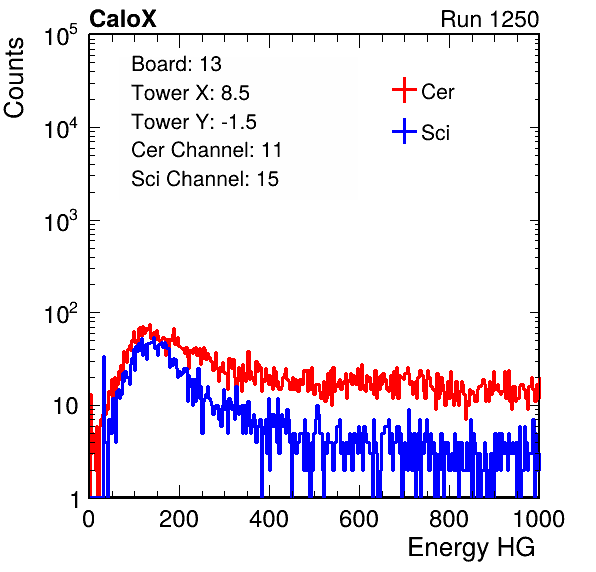 CaloX Run 1250
Counts
Board: 13
Tower X: 8.5
Tower Y: -1.5
Cer Channel: 11
Sci Channel: 15
Cer
Sci
10^5
10^4
10^3
10^2
10
1
0 200 400 600 800 1000
Energy HG